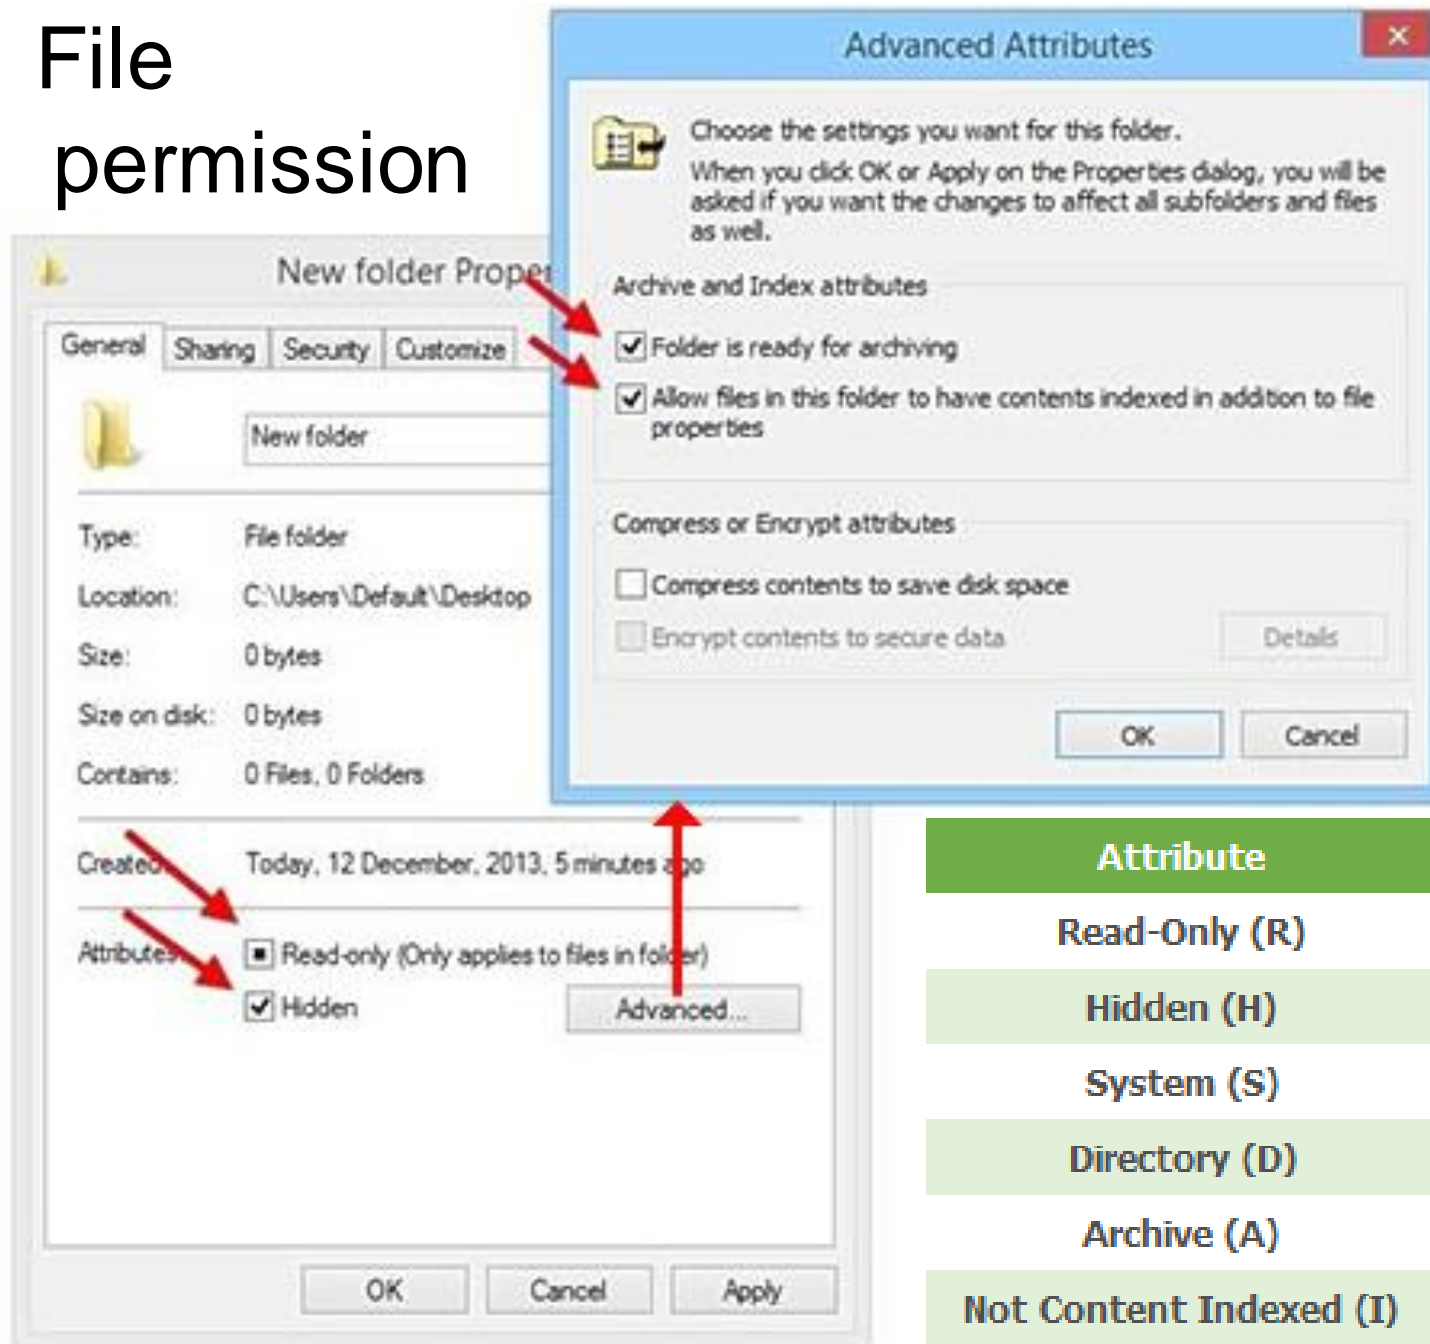 File
permission
New folder Proper
General Sharing Security Customize
New folder
Type: File folder
Location: C:\Users\Default\Desktop
Size: 0 bytes
Size on disk: 0 bytes
Contains: 0 Files, 0 Folders
Created: Today, 12 December, 2013, 5 minutes ago
Attributes Read-only (Only applies to files in folder)
Hidden Advanced...
OK Cancel Apply
Advanced Attributes
Choose the settings you want for this folder.
When you click OK or Apply on the Properties dialog, you will be
asked if you want the changes to affect all subfolders and files
as well.
Archive and Index attributes
Folder is ready for archiving
Allow files in this folder to have contents indexed in addition to file
properties
Compress or Encrypt attributes
Compress contents to save disk space
Encrypt contents to secure data Details
OK Cancel
Attribute
Read-Only (R)
Hidden (H)
System (S)
Directory (D)
Archive (A)
Not Content Indexed (I)